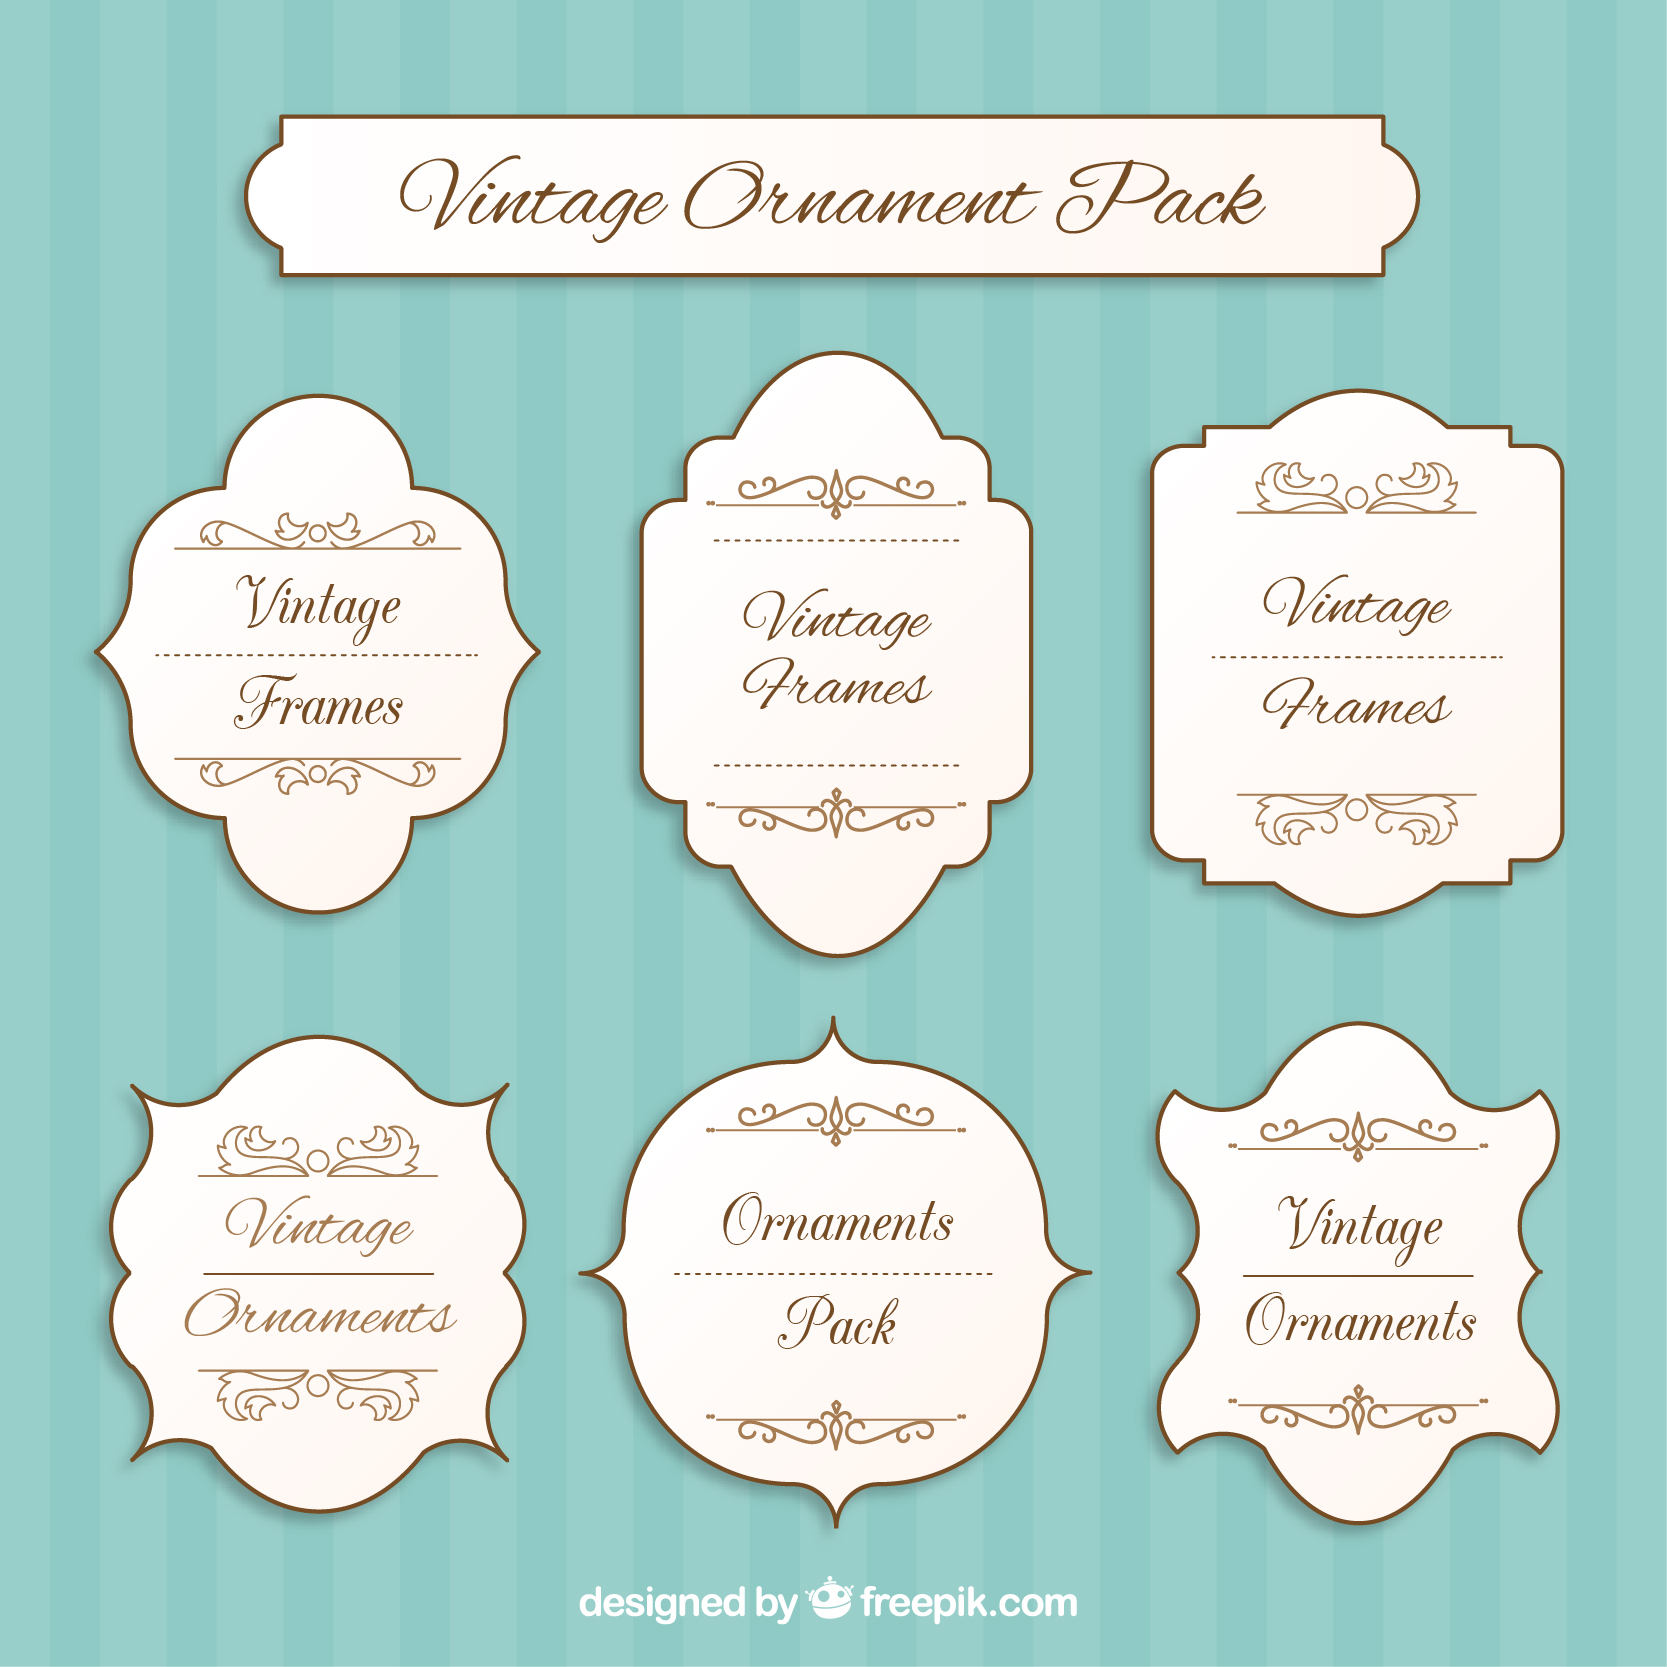 Vintage Ornament Pack
Vintage
Frames
Vintage
Frames
Vintage
Frames
Vintage
Ornaments
Ornaments
Pack
Vintage
Ornaments
designed by freepik.com